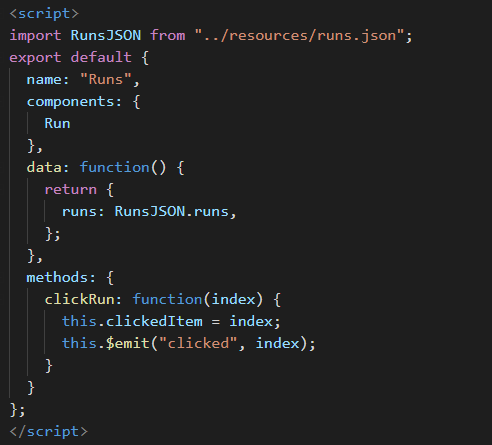 <script>
import RunsJSON from "../resources/runs.json";
export default {
  name: "Runs",
  components: {
    Run
  },
  data: function() {
    return {
      runs: RunsJSON.runs,
    };
  },
  methods: {
    clickRun: function(index) {
      this.clickedItem = index;
      this.$emit("clicked", index);
    }
  }
};
</script>